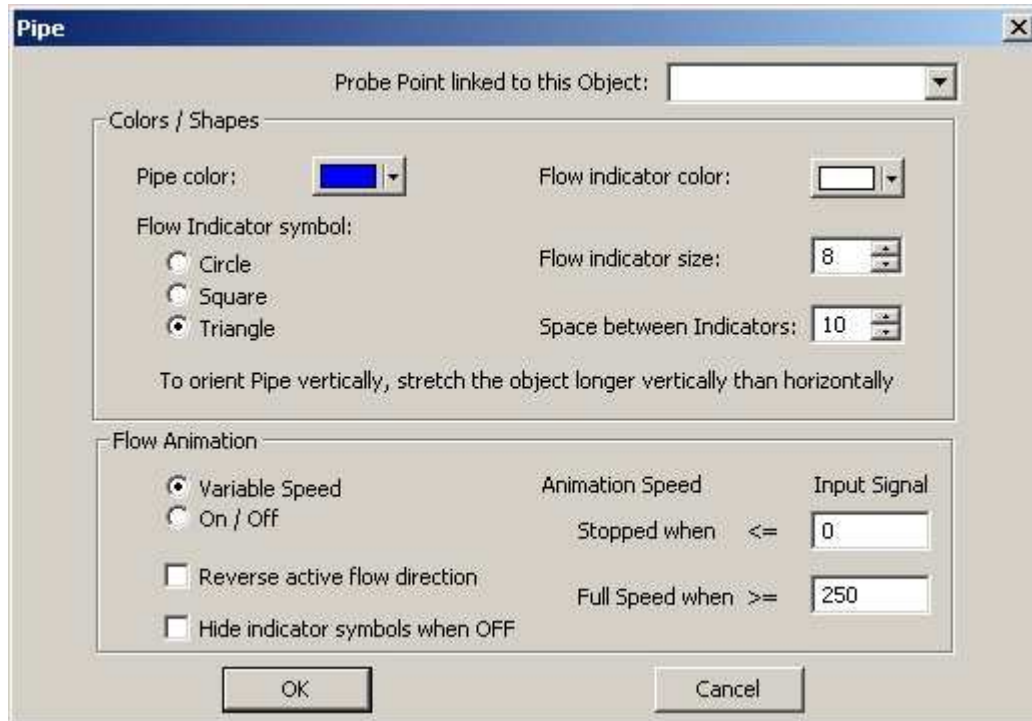 Pipe
Probe Point linked to this Object:
Colors / Shapes
Pipe color:
Flow indicator color:
Flow Indicator symbol:
Circle
Flow indicator size: 8
Square
Triangle
Space between Indicators: 10
To orient Pipe vertically, stretch the object longer vertically than horizontally
Flow Animation
Variable Speed
Animation Speed Input Signal
On / Off
Stopped when <= 0
Reverse active flow direction
Full Speed when >= 250
Hide indicator symbols when OFF
OK Cancel